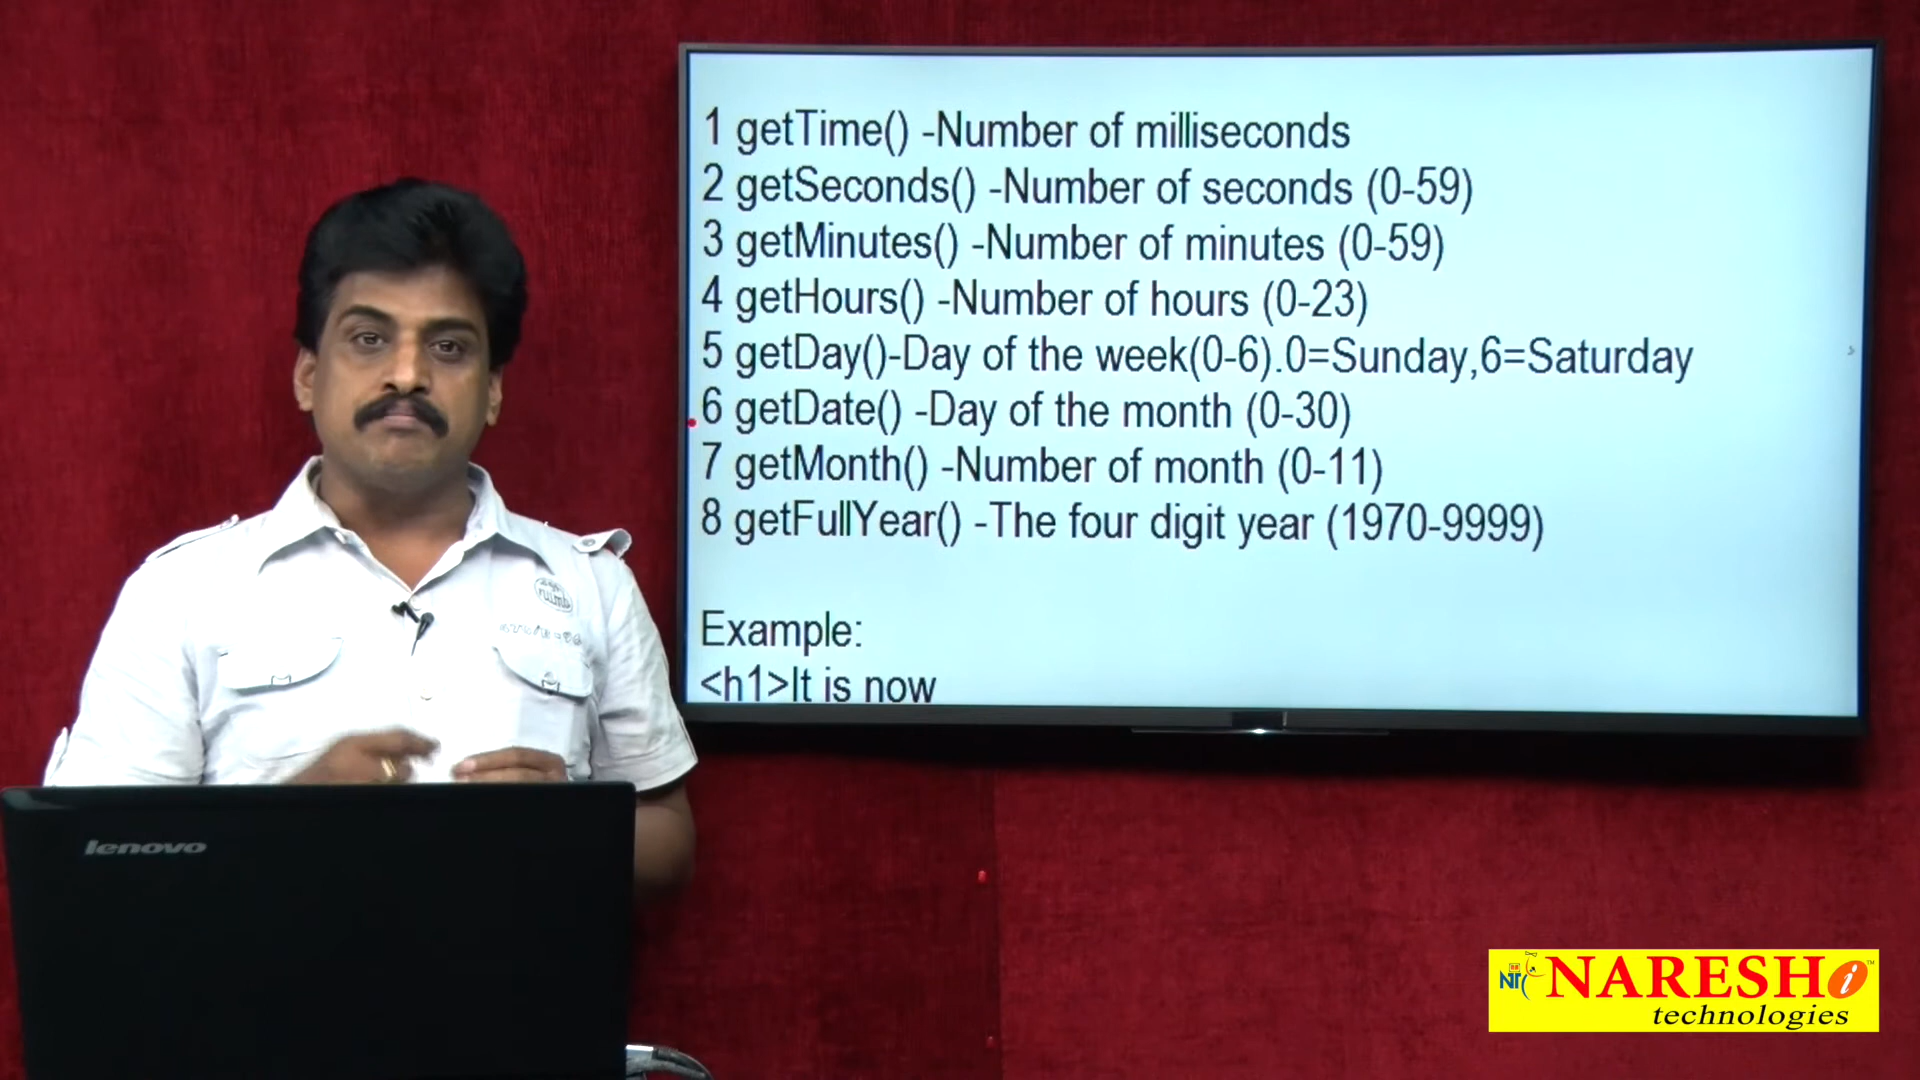 1 getTime() -Number of milliseconds
2 getSeconds() -Number of seconds (0-59)
3 getMinutes() -Number of minutes (0-59)
4 getHours() -Number of hours (0-23)
5 getDay()-Day of the week(0-6).0=Sunday,6=Saturday
6 getDate() -Day of the month (0-30)
7 getMonth() -Number of month (0-11)
8 getFullYear() -The four digit year (1970-9999)
Example:
<h1>It is now
lenovo
NARESH i ™
technologies